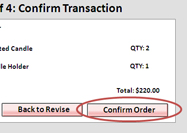 f 4: Confirm Transaction
ted Candle QTY: 2
le Holder QTY: 1
Total: $220.00
Back to Revise Confirm Order